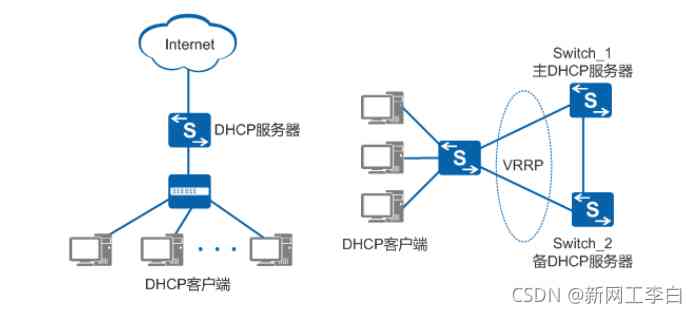 Internet
S
DHCP服务器
DHCP客户端
S
DHCP客户端
VRRP
Switch_1
主DHCP服务器
S
S
Switch_2
备DHCP服务器
CSDN @新网工李白